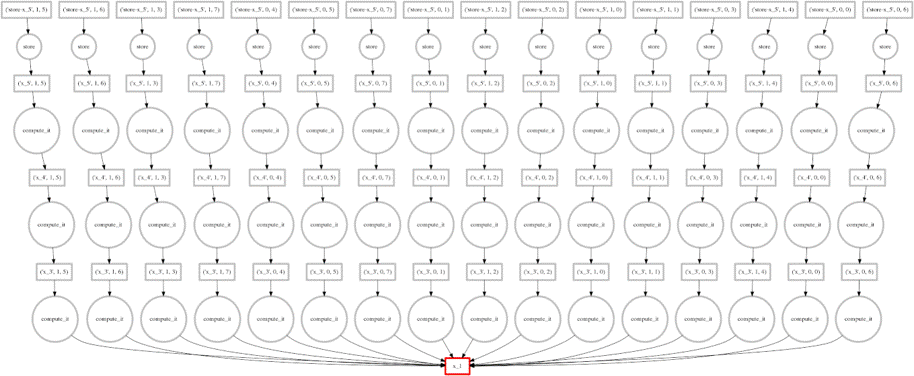 ('store-x_5', 1, 5) ('store-x_5', 1, 6) ('store-x_5', 1, 3) ('store-x_5', 1, 7) ('store-x_5', 0, 4) ('store-x_5', 0, 5) ('store-x_5', 0, 7) ('store-x_5', 0, 1) ('store-x_5', 1, 2) ('store-x_5', 0, 2) ('store-x_5', 1, 0) ('store-x_5', 1, 1) ('store-x_5', 0, 3) ('store-x_5', 1, 4) ('store-x_5', 0, 0) ('store-x_5', 0, 6)
store store store store store store store store store store store store store store store store
('x_5', 1, 5) ('x_5', 1, 6) ('x_5', 1, 3) ('x_5', 1, 7) ('x_5', 0, 4) ('x_5', 0, 5) ('x_5', 0, 7) ('x_5', 0, 1) ('x_5', 1, 2) ('x_5', 0, 2) ('x_5', 1, 0) ('x_5', 1, 1) ('x_5', 0, 3) ('x_5', 1, 4) ('x_5', 0, 0) ('x_5', 0, 6)
compute_it compute_it compute_it compute_it compute_it compute_it compute_it compute_it compute_it compute_it compute_it compute_it compute_it compute_it compute_it compute_it
('x_4', 1, 5) ('x_4', 1, 6) ('x_4', 1, 3) ('x_4', 1, 7) ('x_4', 0, 4) ('x_4', 0, 5) ('x_4', 0, 7) ('x_4', 0, 1) ('x_4', 1, 2) ('x_4', 0, 2) ('x_4', 1, 0) ('x_4', 1, 1) ('x_4', 0, 3) ('x_4', 1, 4) ('x_4', 0, 0) ('x_4', 0, 6)
compute_it compute_it compute_it compute_it compute_it compute_it compute_it compute_it compute_it compute_it compute_it compute_it compute_it compute_it compute_it compute_it
('x_3', 1, 5) ('x_3', 1, 6) ('x_3', 1, 3) ('x_3', 1, 7) ('x_3', 0, 4) ('x_3', 0, 5) ('x_3', 0, 7) ('x_3', 0, 1) ('x_3', 1, 2) ('x_3', 0, 2) ('x_3', 1, 0) ('x_3', 1, 1) ('x_3', 0, 3) ('x_3', 1, 4) ('x_3', 0, 0) ('x_3', 0, 6)
compute_it compute_it compute_it compute_it compute_it compute_it compute_it compute_it compute_it compute_it compute_it compute_it compute_it compute_it compute_it compute_it
x_1